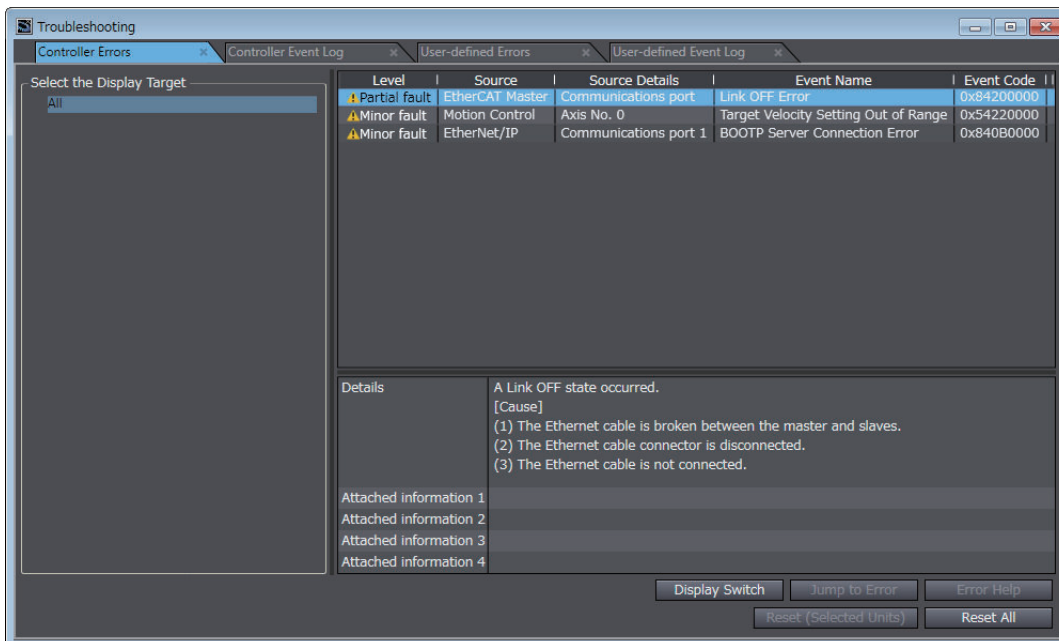 Troubleshooting
Controller Errors Controller Event Log User-defined Errors User-defined Event Log
Select the Display Target
All
Level Source Source Details Event Name Event Code
Partial fault EtherCAT Master Communications port Link OFF Error 0x84200000
Minor fault Motion Control Axis No. 0 Target Velocity Setting Out of Range 0x54220000
Minor fault EtherNet/IP Communications port 1 BOOTP Server Connection Error 0x840B0000
Details A Link OFF state occurred.
[Cause]
(1) The Ethernet cable is broken between the master and slaves.
(2) The Ethernet cable connector is disconnected.
(3) The Ethernet cable is not connected.
Attached information 1
Attached information 2
Attached information 3
Attached information 4
Display Switch Jump to Error Error Help
Reset (Selected Units) Reset All